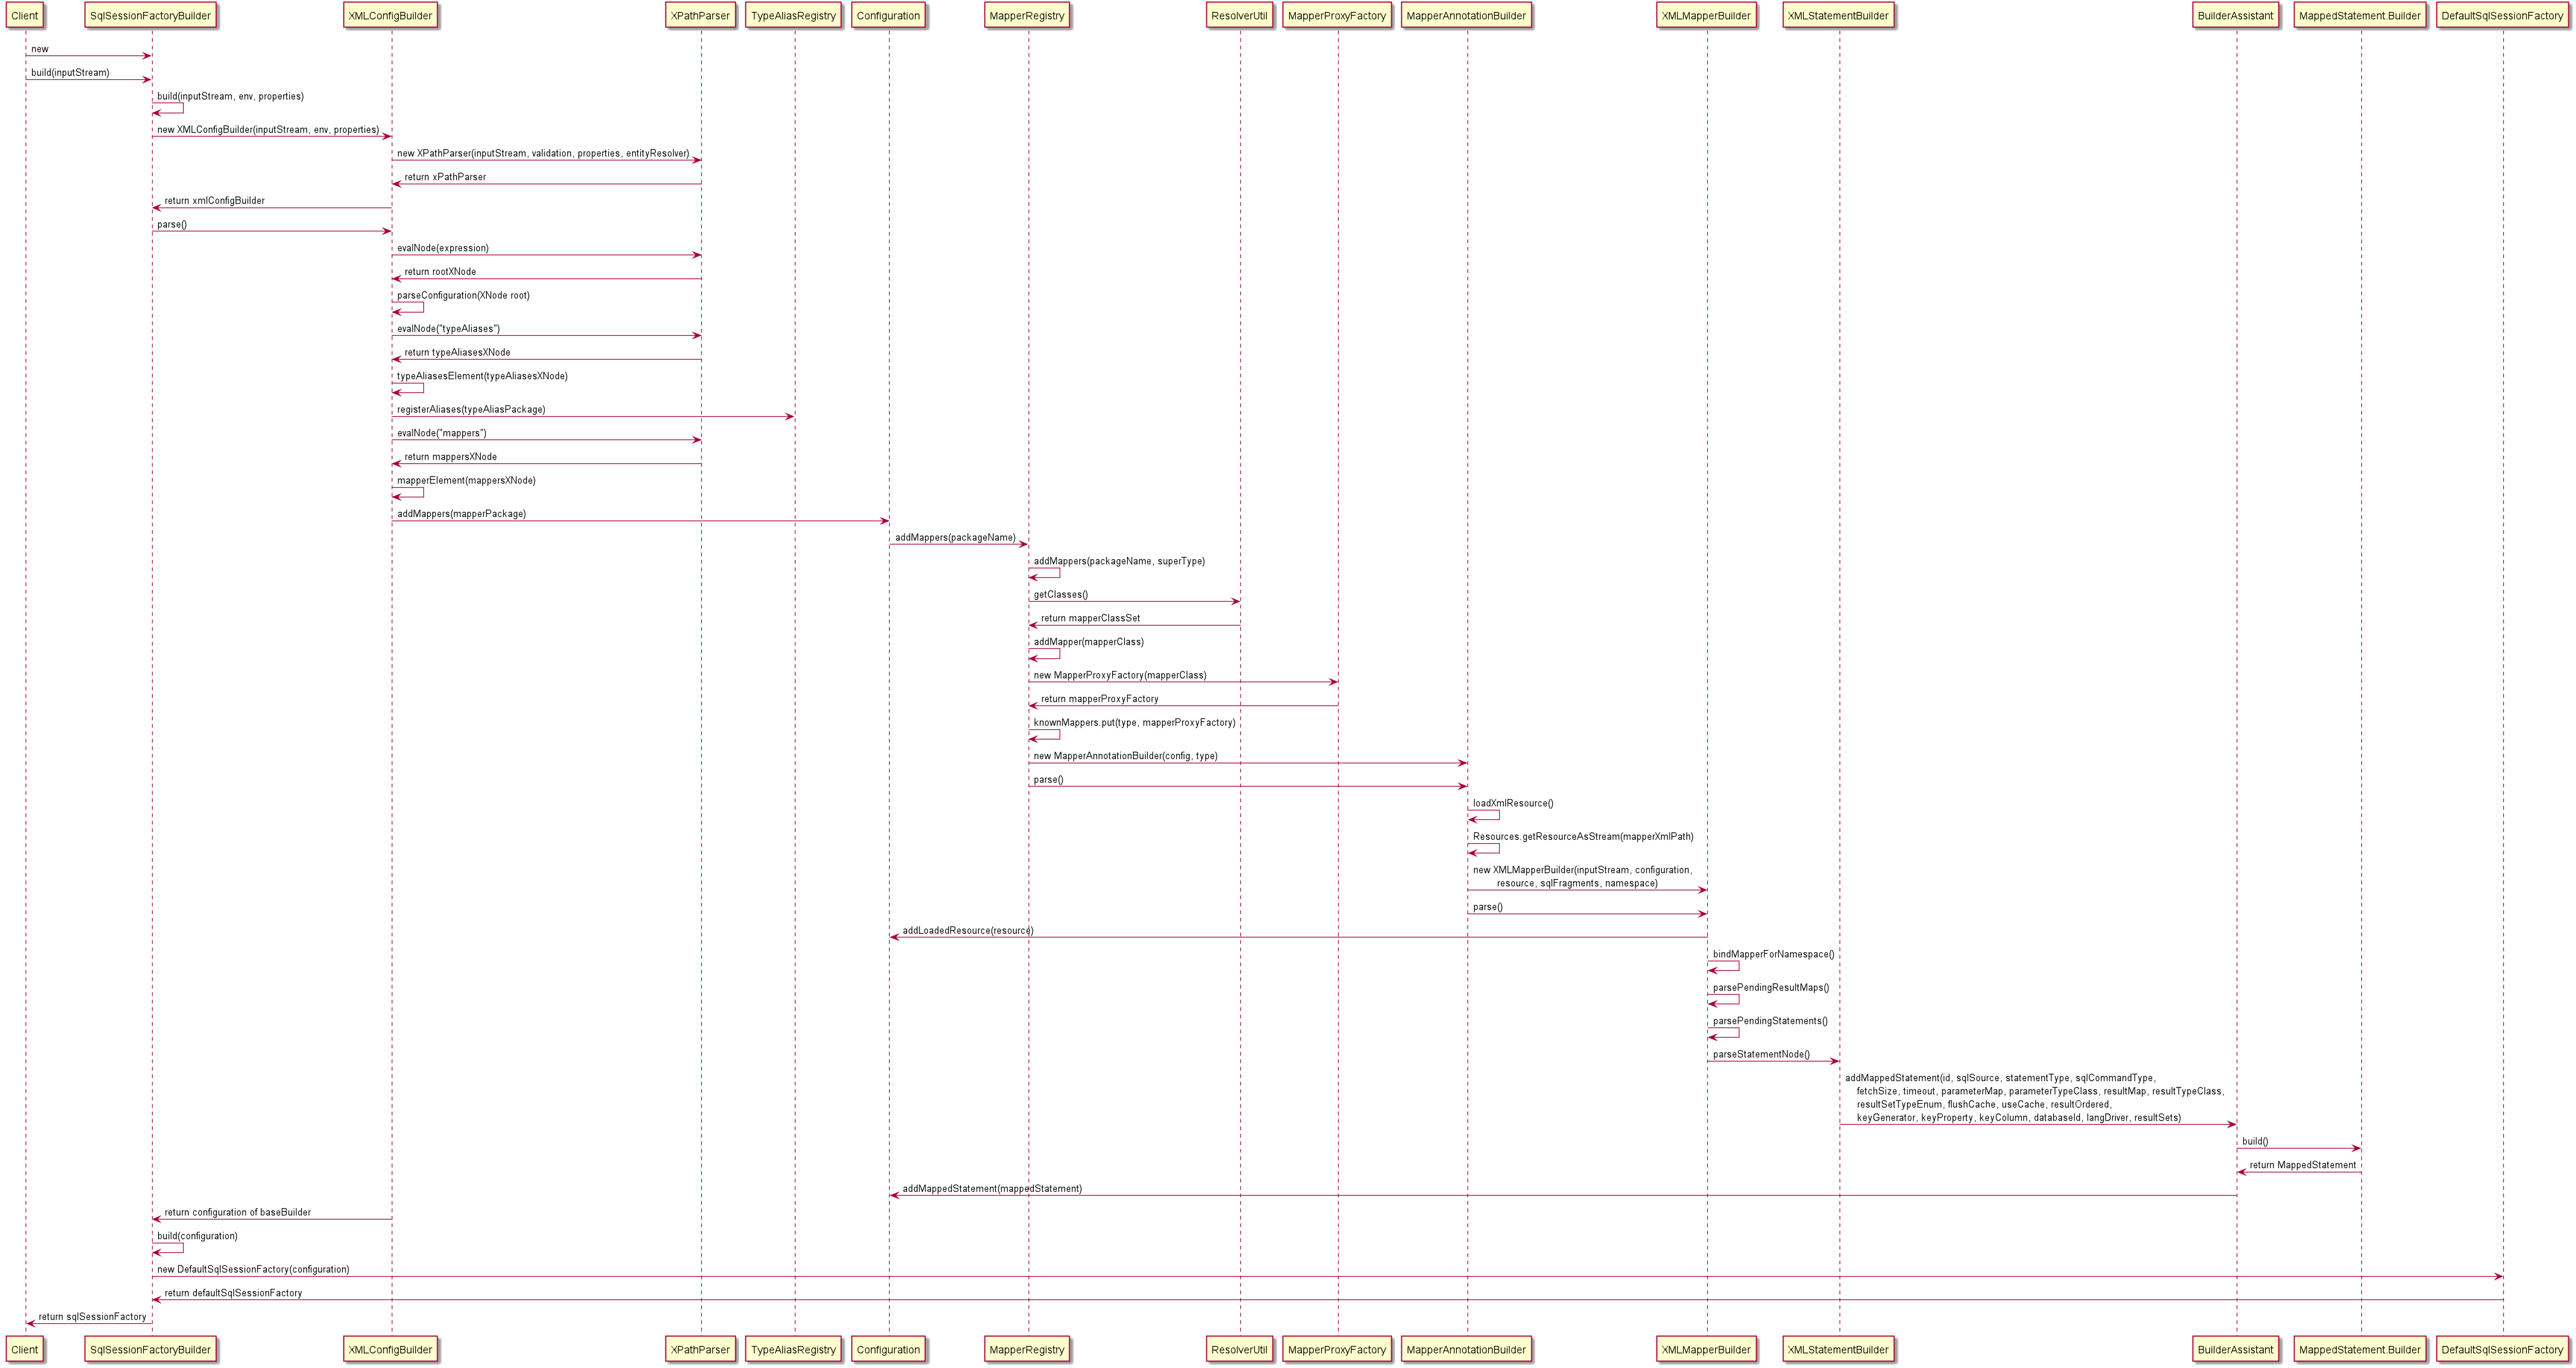 Client
SqlSessionFactoryBuilder
XMLConfigBuilder
XPathParser
TypeAliasRegistry
Configuration
MapperRegistry
ResolverUtil
MapperProxyFactory
MapperAnnotationBuilder
XMLMapperBuilder
XMLStatementBuilder
BuilderAssistant
MappedStatement.Builder
DefaultSqlSessionFactory
new
build(inputStream)
build(inputStream, env, properties)
new XMLConfigBuilder(inputStream, env, properties)
new XPathParser(inputStream, validation, properties, entityResolver)
return xPathParser
return xmlConfigBuilder
parse()
evalNode(expression)
return rootXNode
parseConfiguration(XNode root)
evalNode("typeAliases")
return typeAliasesXNode
typeAliasesElement(typeAliasesXNode)
registerAliases(typeAliasPackage)
evalNode("mappers")
return mappersXNode
mapperElement(mappersXNode)
addMappers(mapperPackage)
addMappers(packageName)
addMappers(packageName, superType)
getClasses()
return mapperClassSet
addMapper(mapperClass)
new MapperProxyFactory(mapperClass)
return mapperProxyFactory
knownMappers.put(type, mapperProxyFactory)
new MapperAnnotationBuilder(config, type)
parse()
loadXmlResource()
Resources.getResourceAsStream(mapperXmlPath)
new XMLMapperBuilder(inputStream, configuration,
resource, sqlFragments, namespace)
parse()
addLoadedResource(resource)
bindMapperForNamespace()
parsePendingResultMaps()
parsePendingStatements()
parseStatementNode()
addMappedStatement(id, sqlSource, statementType, sqlCommandType,
fetchSize, timeout, parameterMap, parameterTypeClass, resultMap, resultTypeClass,
resultSetTypeEnum, flushCache, useCache, resultOrdered,
keyGenerator, keyProperty, keyColumn, databaseId, langDriver, resultSets)
build()
return MappedStatement
addMappedStatement(mappedStatement)
return configuration of baseBuilder
build(configuration)
new DefaultSqlSessionFactory(configuration)
return defaultSqlSessionFactory
return sqlSessionFactory
Client
SqlSessionFactoryBuilder
XMLConfigBuilder
XPathParser
TypeAliasRegistry
Configuration
MapperRegistry
ResolverUtil
MapperProxyFactory
MapperAnnotationBuilder
XMLMapperBuilder
XMLStatementBuilder
BuilderAssistant
MappedStatement.Builder
DefaultSqlSessionFactory